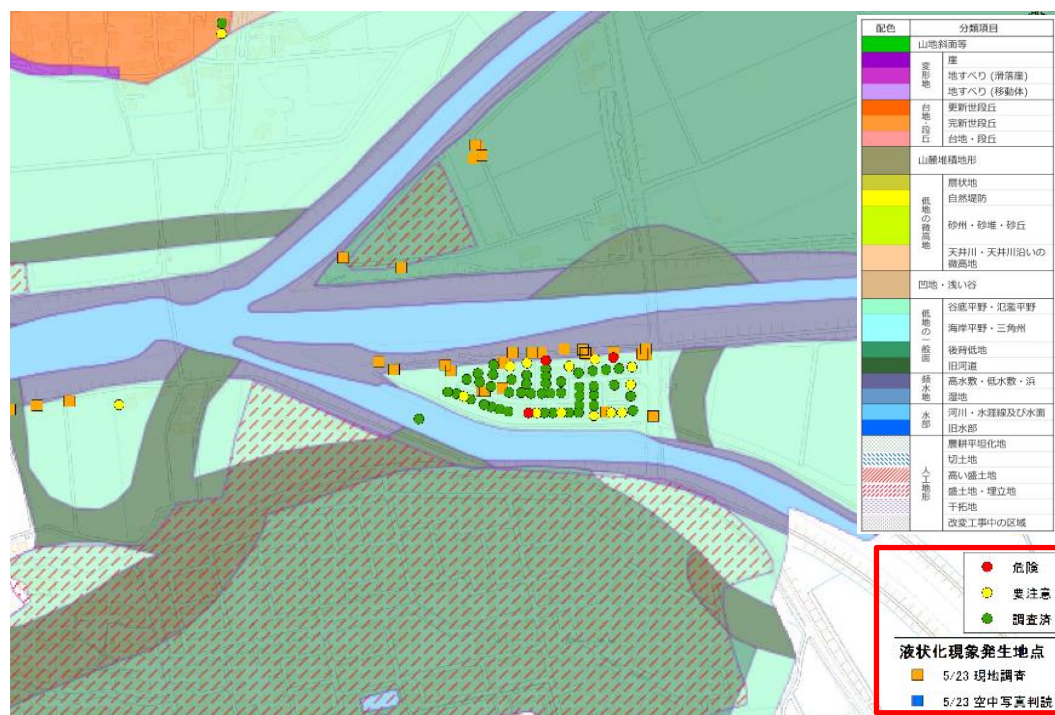 配色 分類項目
山地斜面等
変形地
崖
地すべり (滑落崖)
地すべり (移動体)
台地・段丘
更新世段丘
完新世段丘
台地・段丘
山麓堆積地形
低地の微高地
扇状地
自然堤防
砂州・砂堆・砂丘
天井川・天井川沿いの
微高地
凹地・浅い谷
低地の一般面
谷底平野・氾濫平野
海岸平野・三角州
後背低地
旧河道
頻水地
高水敷・低水敷・浜
湿地
水部
河川・水涯線及び水面
旧水部
人工地形
農耕平坦化地
切土地
高い盛土地
盛土地・埋立地
干拓地
改変工事中の区域
危険
要注意
調査済
液状化現象発生地点
5/23 現地調査
5/23 空中写真判読